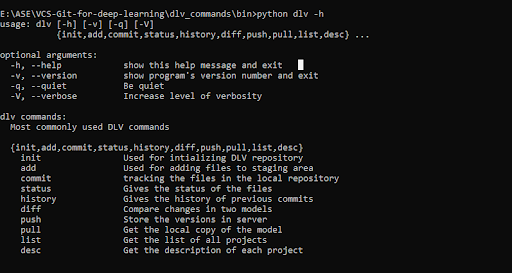 E:\ASE\VCS-Git-for-deep-learning\dlv_commands\bin>python dlv -h
usage: dlv [-h] [-v] [-q] [-V]
{init,add,commit,status,history,diff,push,pull,list,desc} ...
optional arguments:
-h, --help show this help message and exit
-v, --version show program's version number and exit
-q, --quiet Be quiet
-V, --verbose Increase level of verbosity
dlv commands:
Most commonly used DLV commands
{init,add,commit,status,history,diff,push,pull,list,desc}
init Used for intializing DLV repository
add Used for adding files to staging area
commit tracking the files in the local repository
status Gives the status of the files
history Gives the history of previous commits
diff Compare changes in two models
push Store the versions in server
pull Get the local copy of the model
list Get the list of all projects
desc Get the description of each project